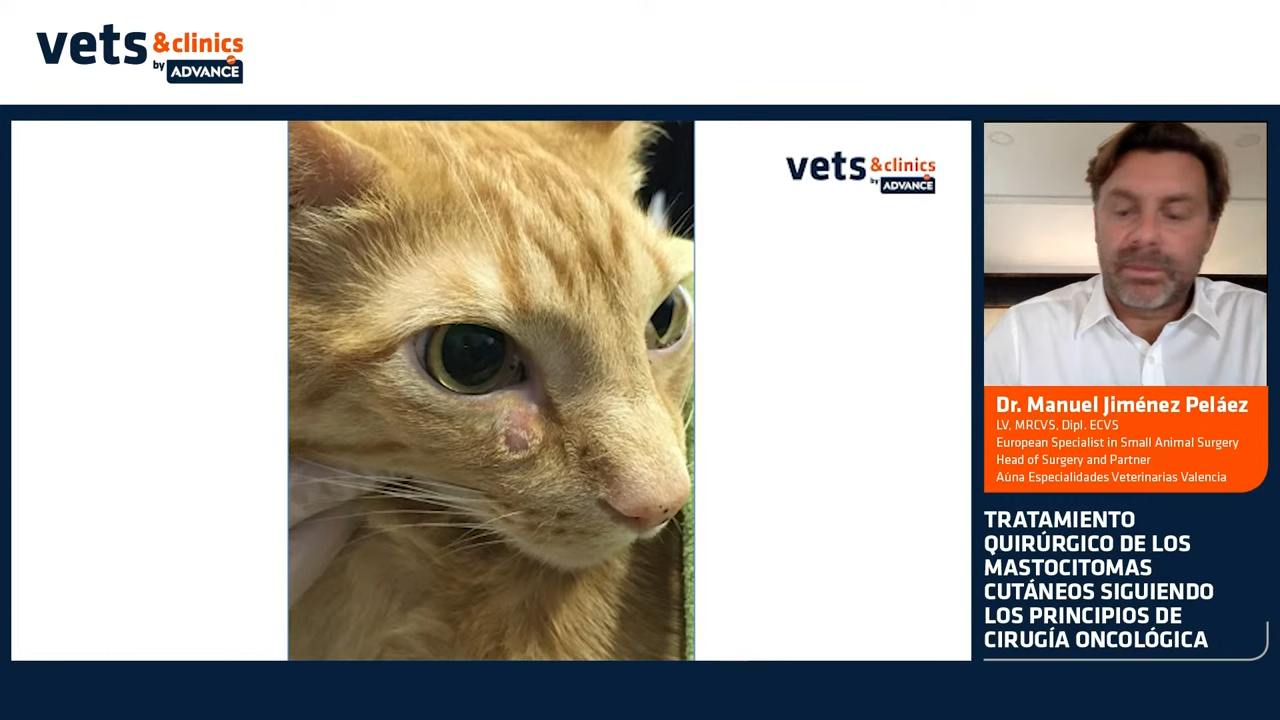 vets &clinics
by ADVANCE
vets &clinics
by ADVANCE
Dr. Manuel Jiménez Peláez
LV, MRCVS, Dipl. ECVS
European Specialist in Small Animal Surgery
Head of Surgery and Partner
Aúna Especialidades Veterinarias Valencia
TRATAMIENTO
QUIRÚRGICO DE LOS
MASTOCITOMAS
CUTÁNEOS SIGUIENDO
LOS PRINCIPIOS DE
CIRUGÍA ONCOLÓGICA